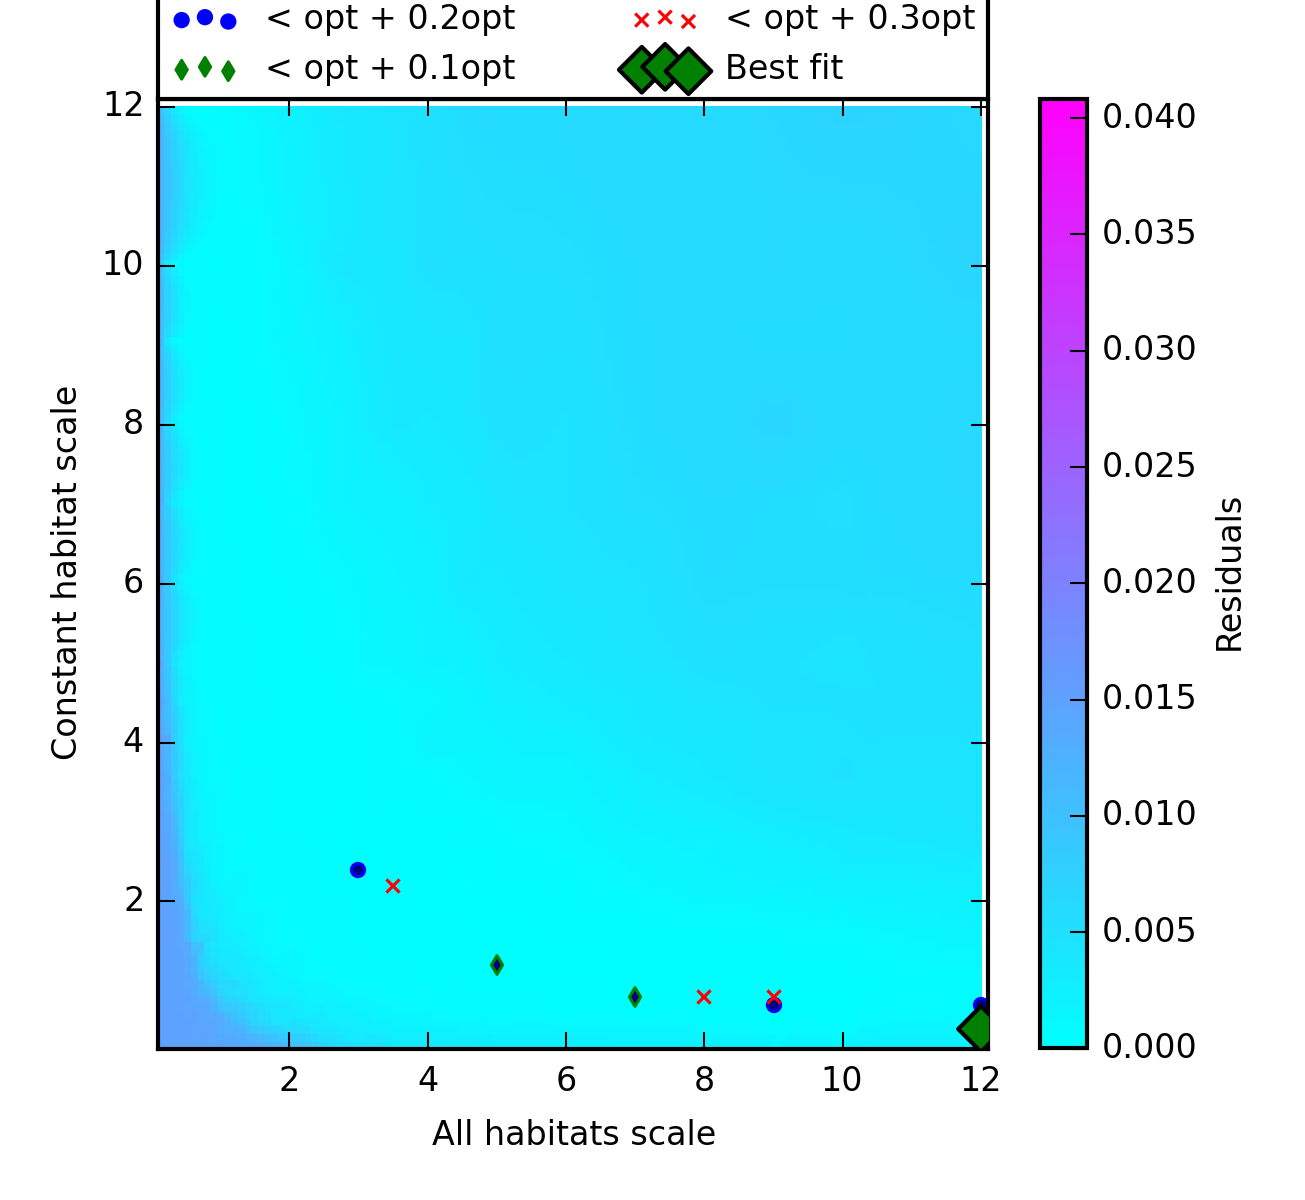 < opt + 0.2opt
< opt + 0.3opt
< opt + 0.1opt
Best fit
12
10
8
6
4
2
Constant habitat scale
2 4 6 8 10 12
All habitats scale
0.040
0.035
0.030
0.025
0.020
0.015
0.010
0.005
0.000
Residuals